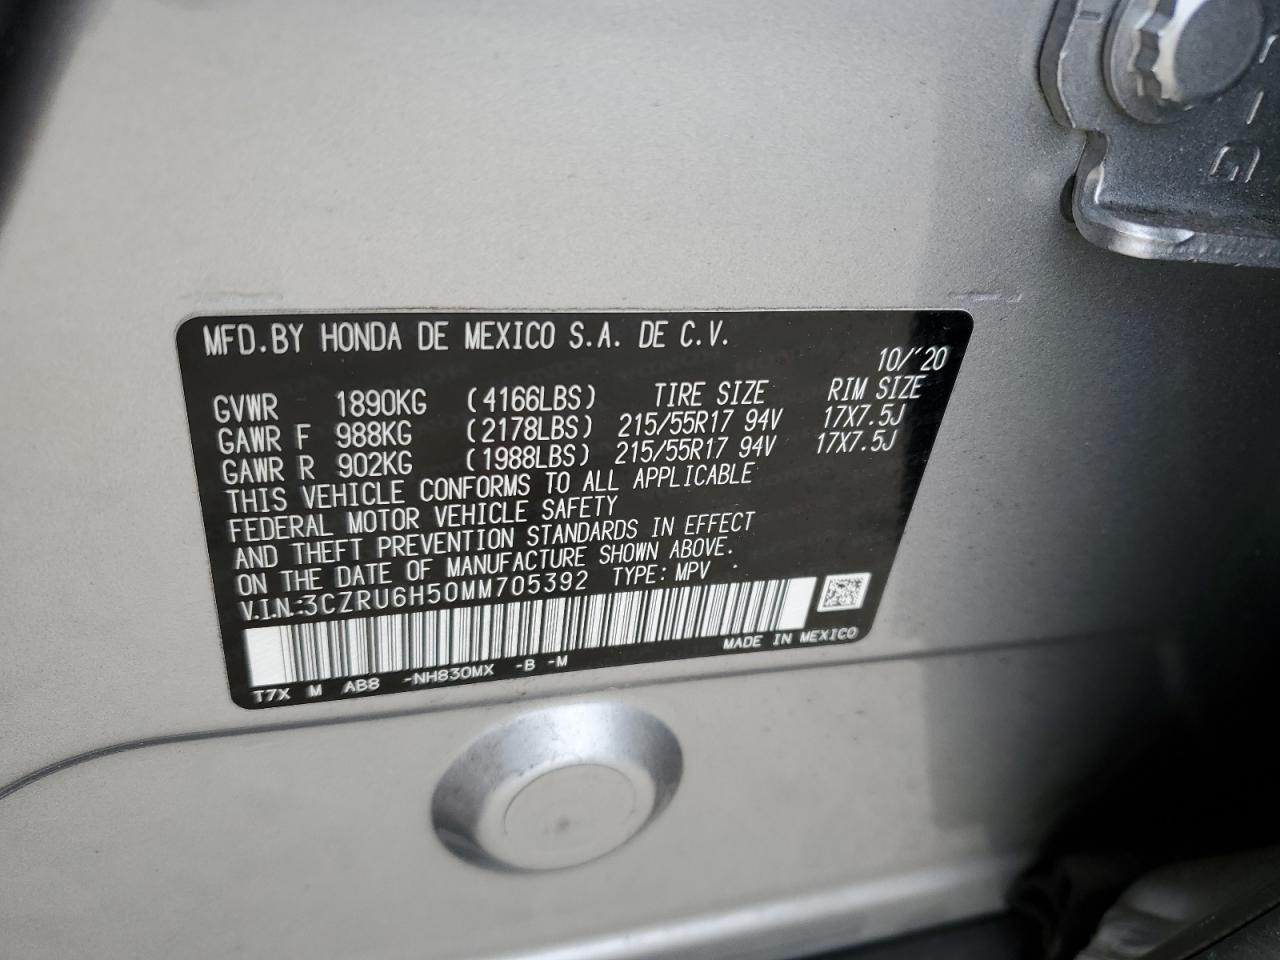 MFD.BY HONDA DE MEXICO S.A. DE C.V.
10/'20
GVWR 1890KG (4166LBS) TIRE SIZE RIM SIZE
GAWR F 988KG (2178LBS) 215/55R17 94V 17X7.5J
GAWR R 902KG (1988LBS) 215/55R17 94V 17X7.5J
THIS VEHICLE CONFORMS TO ALL APPLICABLE
FEDERAL MOTOR VEHICLE SAFETY
AND THEFT PREVENTION STANDARDS IN EFFECT
ON THE DATE OF MANUFACTURE SHOWN ABOVE.
V.I.N.:3CZRU6H50MM705392 TYPE:MPV
MADE IN MEXICO
T7X M AB8 -NH830MX -B -M